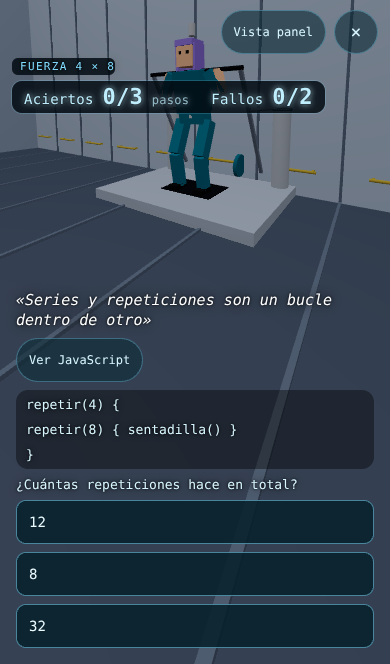 Vista panel
×
FUERZA 4 × 8
Aciertos 0/3 pasos Fallos 0/2
«Series y repeticiones son un bucle
dentro de otro»
Ver JavaScript
repetir(4) {
repetir(8) { sentadilla() }
}
¿Cuántas repeticiones hace en total?
12
8
32